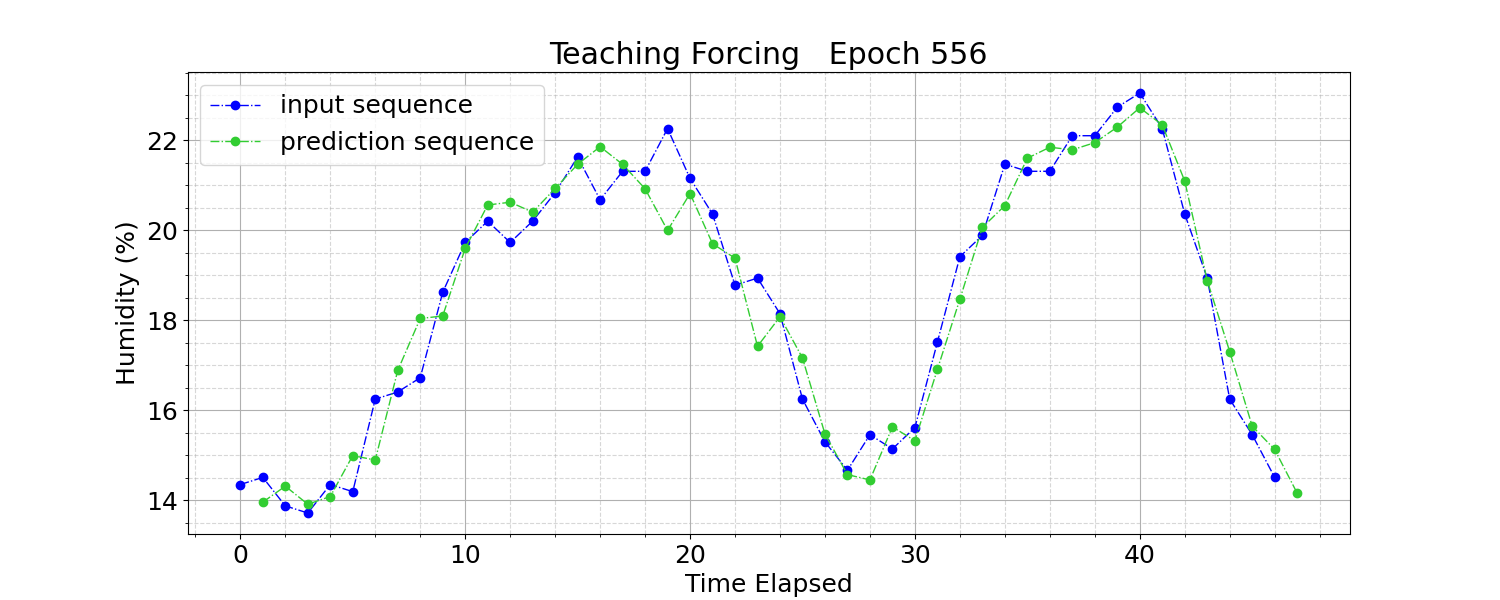 Teaching Forcing   Epoch 556
input sequence
prediction sequence
Humidity (%)
22
20
18
16
14
0 10 20 30 40
Time Elapsed